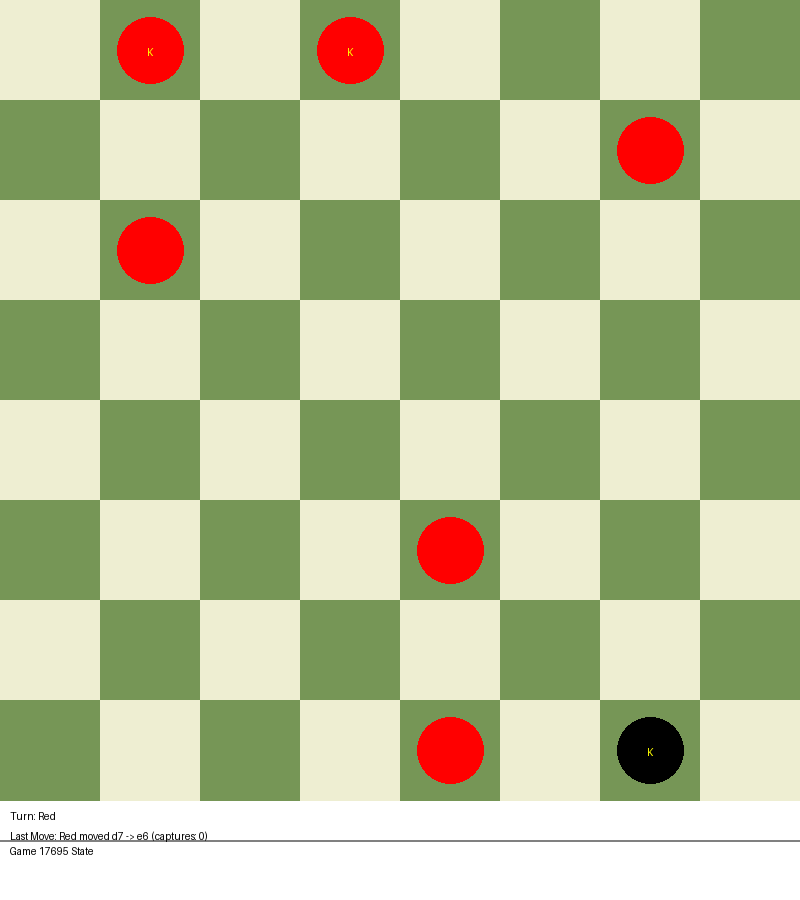 K K
K
Turn: Red
Last Move: Red moved d7 -> e6 (captures: 0)
Game 17695 State